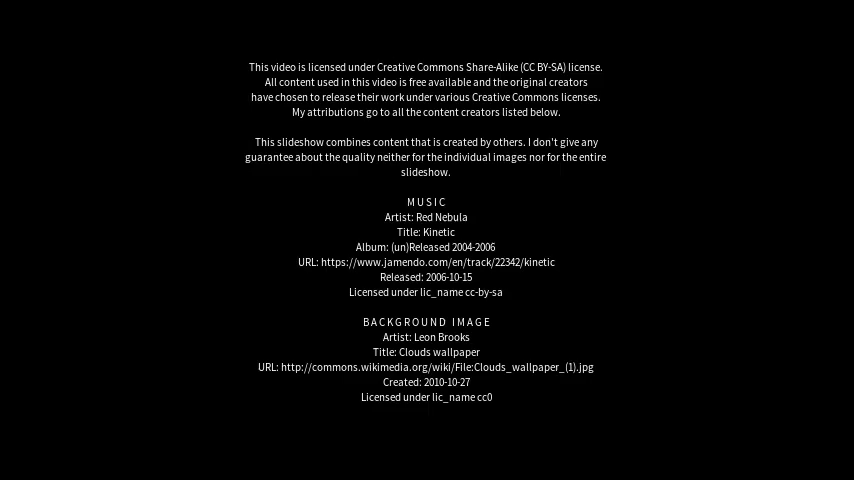 This video is licensed under Creative Commons Share-Alike (CC BY-SA) license.
All content used in this video is free available and the original creators
have chosen to release their work under various Creative Commons licenses.
My attributions go to all the content creators listed below.
This slideshow combines content that is created by others. I don't give any
guarantee about the quality neither for the individual images nor for the entire
slideshow.
MUSIC
Artist: Red Nebula
Title: Kinetic
Album: (un)Released 2004-2006
URL: https://www.jamendo.com/en/track/22342/kinetic
Released: 2006-10-15
Licensed under lic_name cc-by-sa
BACKGROUND IMAGE
Artist: Leon Brooks
Title: Clouds wallpaper
URL: http://commons.wikimedia.org/wiki/File:Clouds_wallpaper_(1).jpg
Created: 2010-10-27
Licensed under lic_name cc0